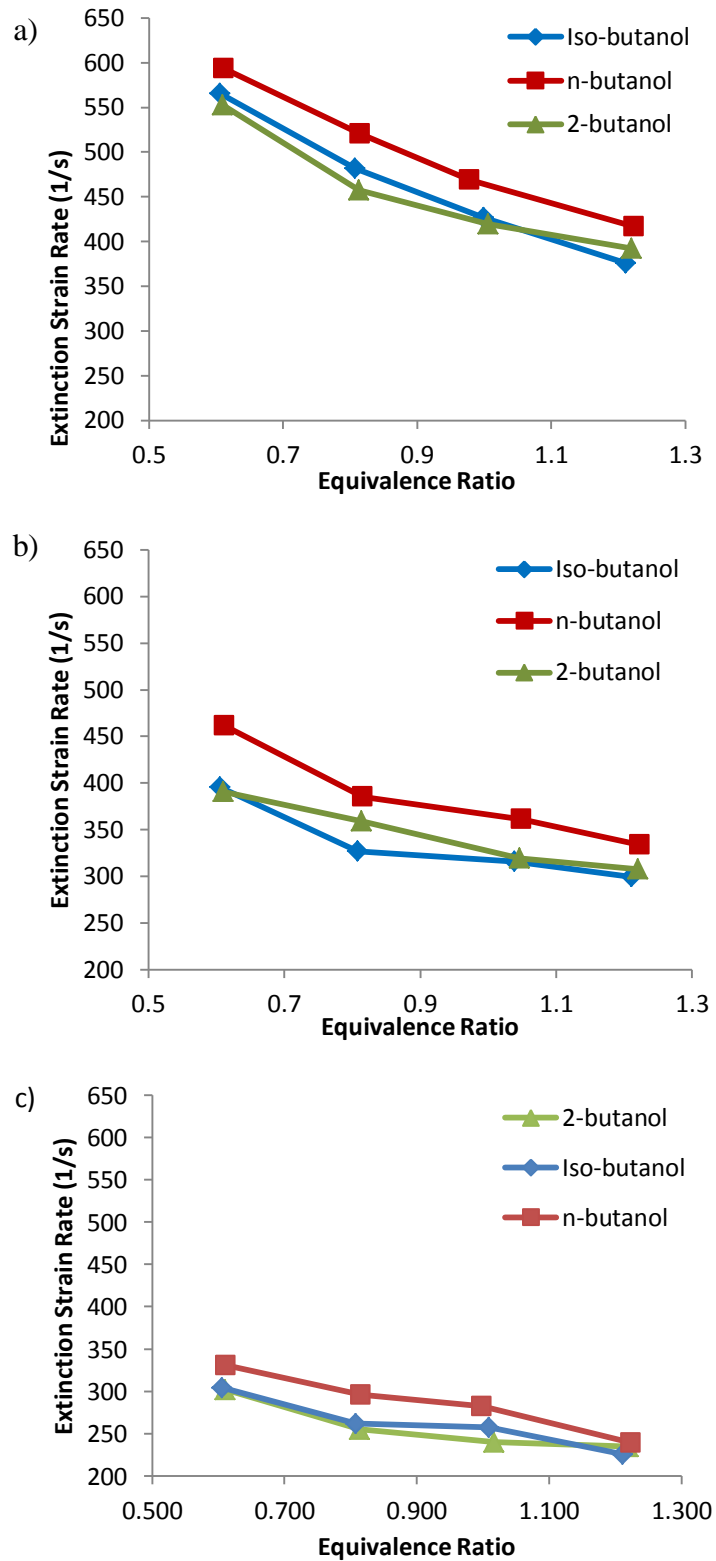 a)
650
600
550
500
450
400
350
300
250
200
Extinction Strain Rate (1/s)
Iso-butanol
n-butanol
2-butanol
0.5 0.7 0.9 1.1 1.3
Equivalence Ratio
b)
650
600
550
500
450
400
350
300
250
200
Extinction Strain Rate (1/s)
Iso-butanol
n-butanol
2-butanol
0.5 0.7 0.9 1.1 1.3
Equivalence Ratio
c)
650
600
550
500
450
400
350
300
250
200
Extinction Strain Rate (1/s)
2-butanol
Iso-butanol
n-butanol
0.500 0.700 0.900 1.100 1.300
Equivalence Ratio